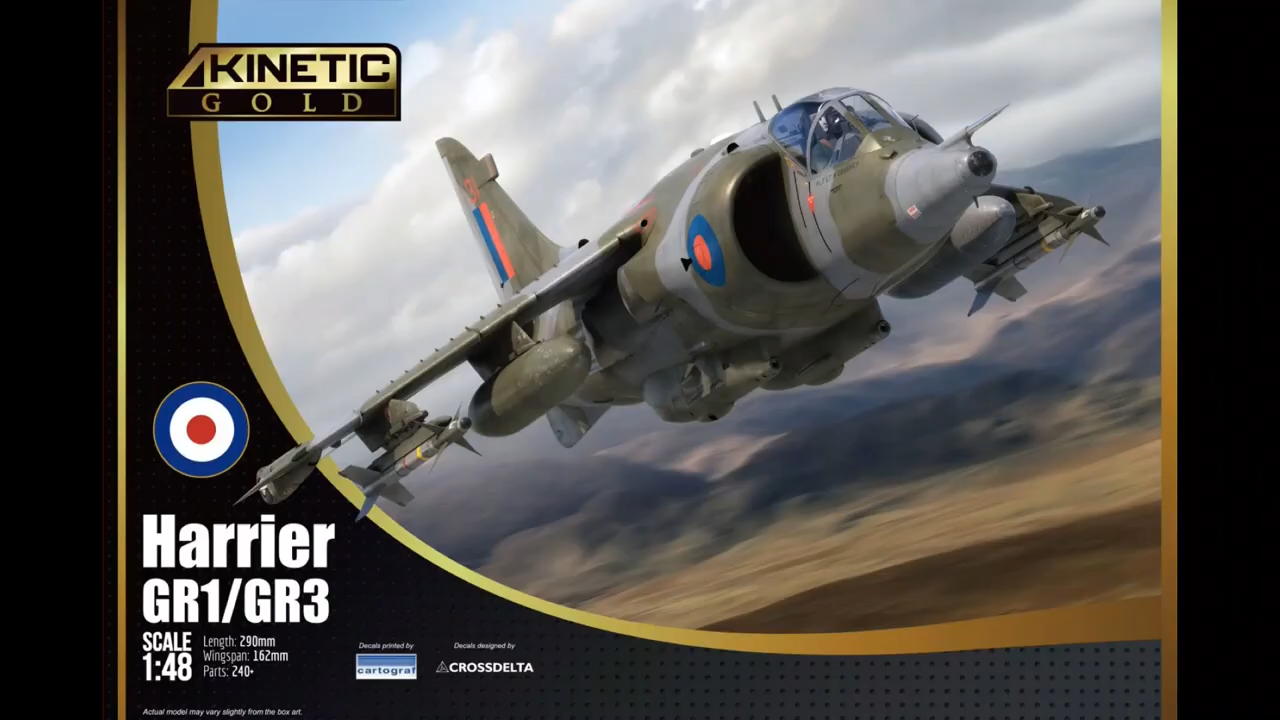 KINETIC
GOLD
31
Harrier
GR1/GR3
SCALE
1:48
Length: 290mm
Wingspan: 162mm
Parts: 240+
Decals printed by
cartograf
Decals designed by
CROSSDELTA
Actual model may vary slightly from the box art.